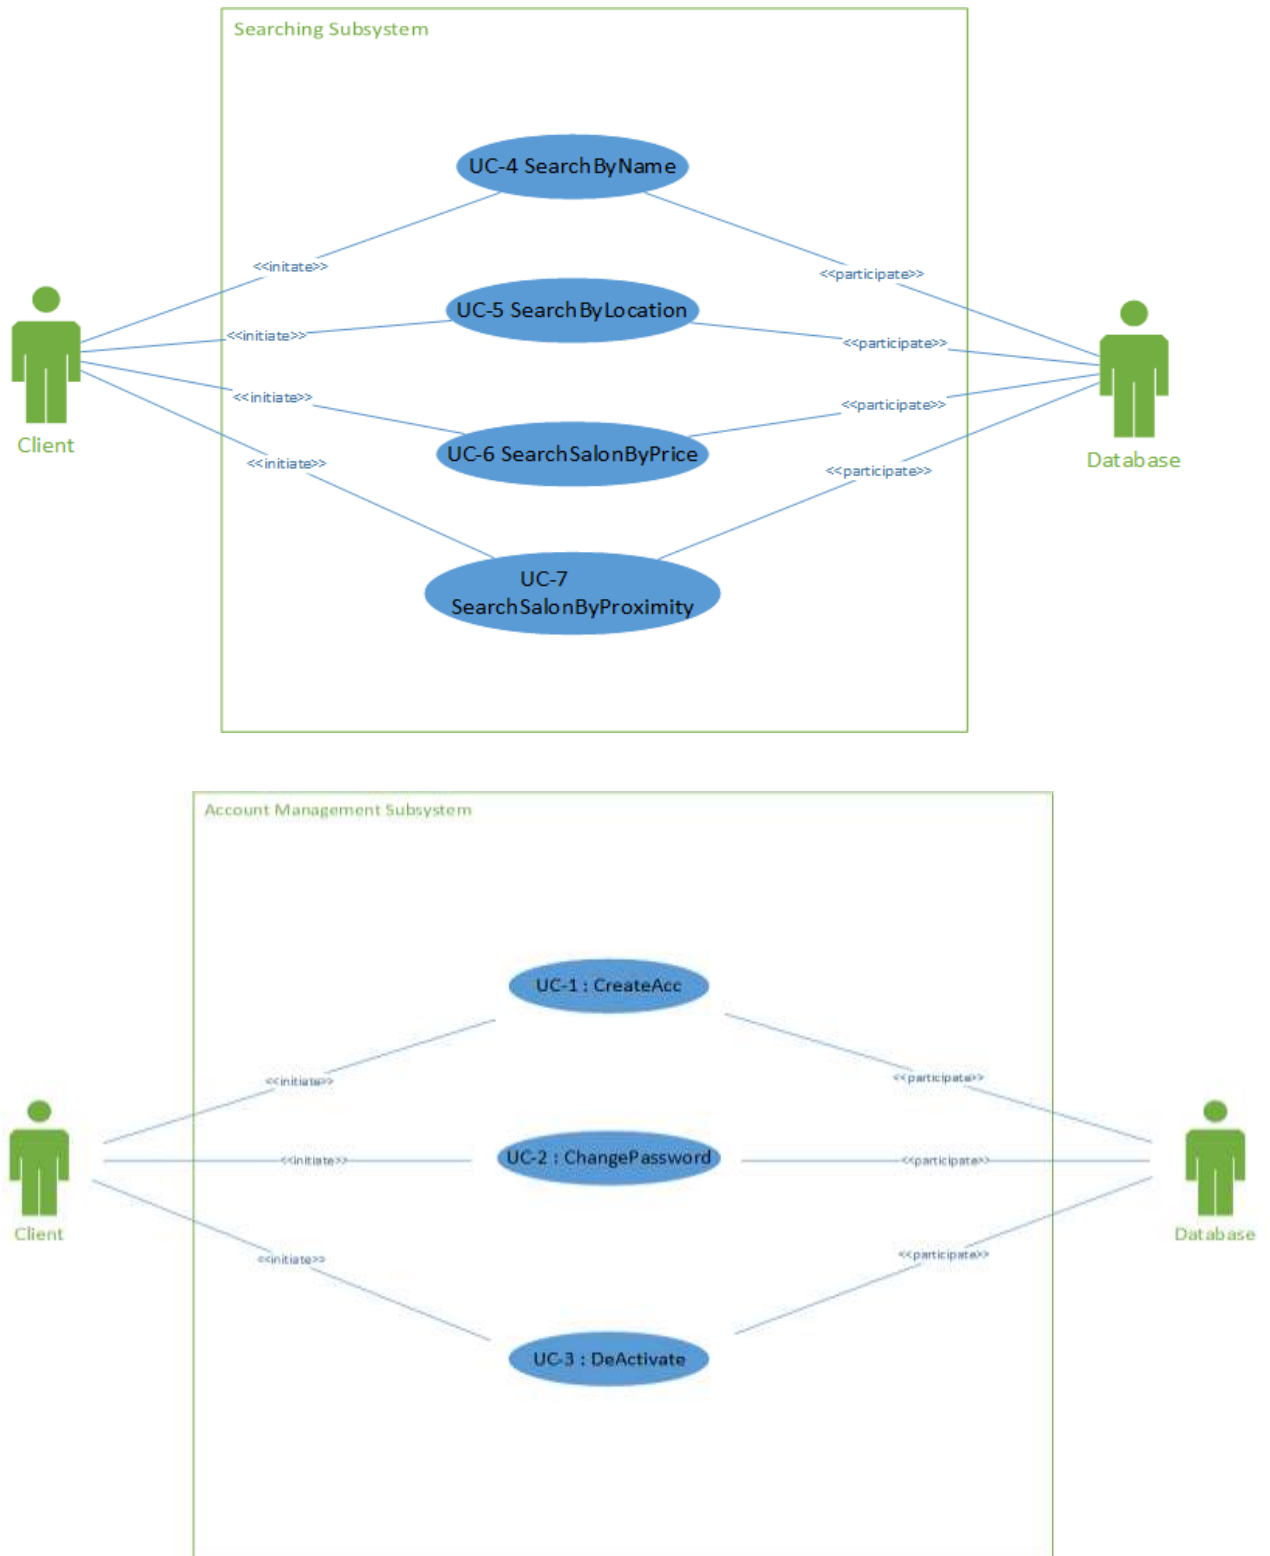 Searching Subsystem
UC-4 SearchByName
<<initate>>
<<participate>>
UC-5 SearchByLocation
<<initiate>>
<<participate>>
<<initiate>>
<<participate>>
Client
UC-6 SearchSalonByPrice
Database
<<initiate>>
<<participate>>
UC-7
SearchSalonByProximity
Account Management Subsystem
UC-1 : CreateAcc
<<initiate>>
<<participate>>
UC-2 : ChangePassword
<<initiate>>
<<participate>>
Client
Database
<<initiate>>
<<participate>>
UC-3 : DeActivate